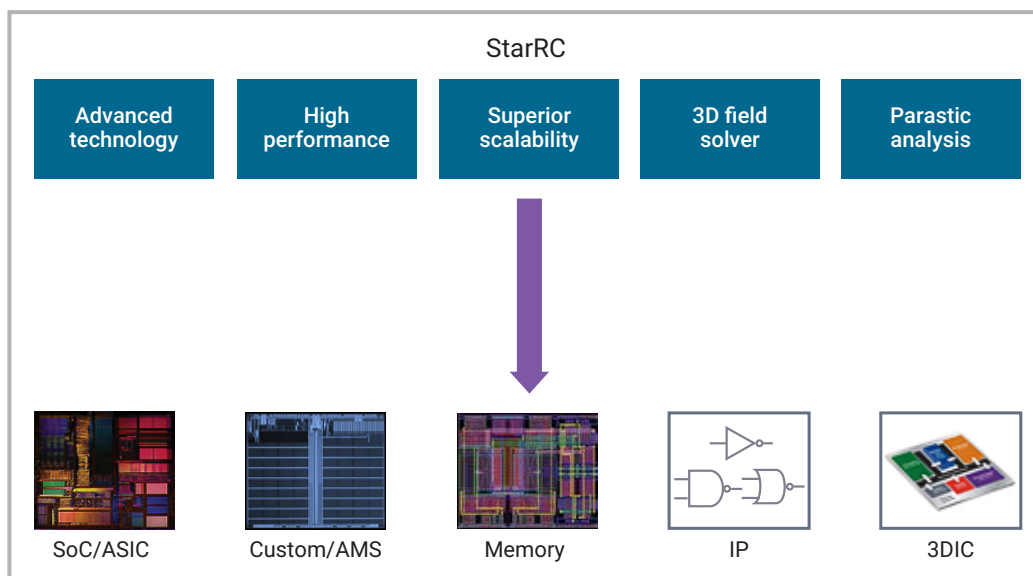 StarRC
Advanced
technology
High
performance
Superior
scalability
3D field
solver
Parastic
analysis
SoC/ASIC
Custom/AMS
Memory
IP
3DIC